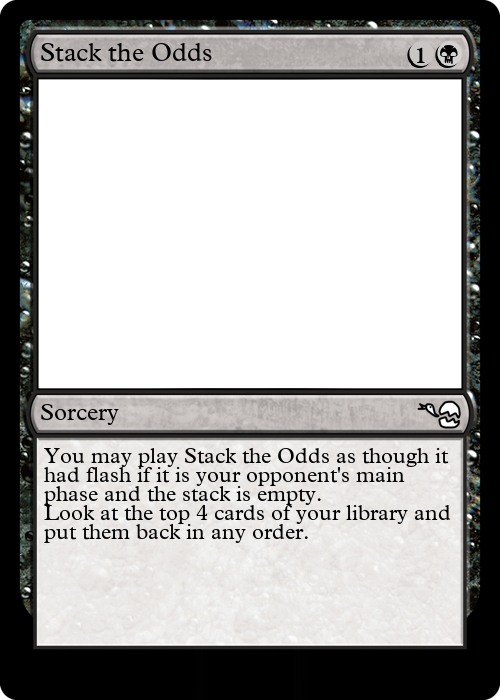 Stack the Odds 1
Sorcery
You may play Stack the Odds as though it
had flash if it is your opponent's main
phase and the stack is empty.
Look at the top 4 cards of your library and
put them back in any order.